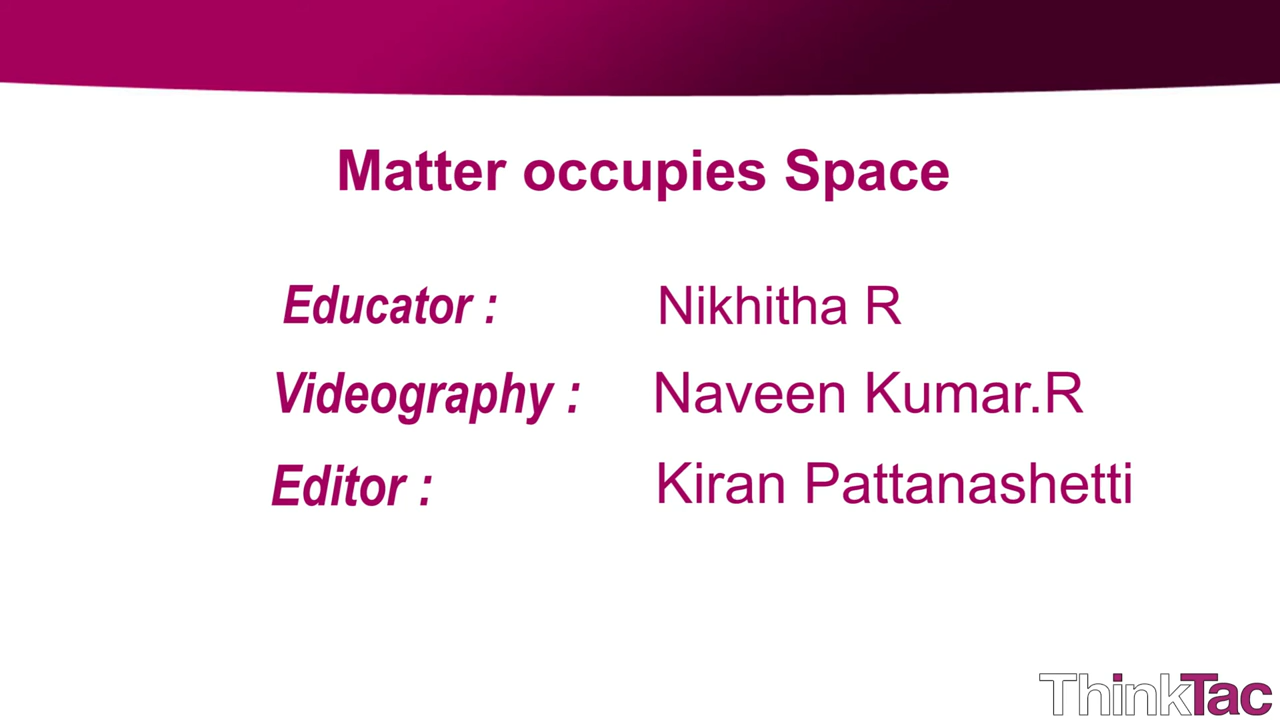 Matter occupies Space
Educator : Nikhitha R
Videography : Naveen Kumar.R
Editor : Kiran Pattanashetti
ThinkTac